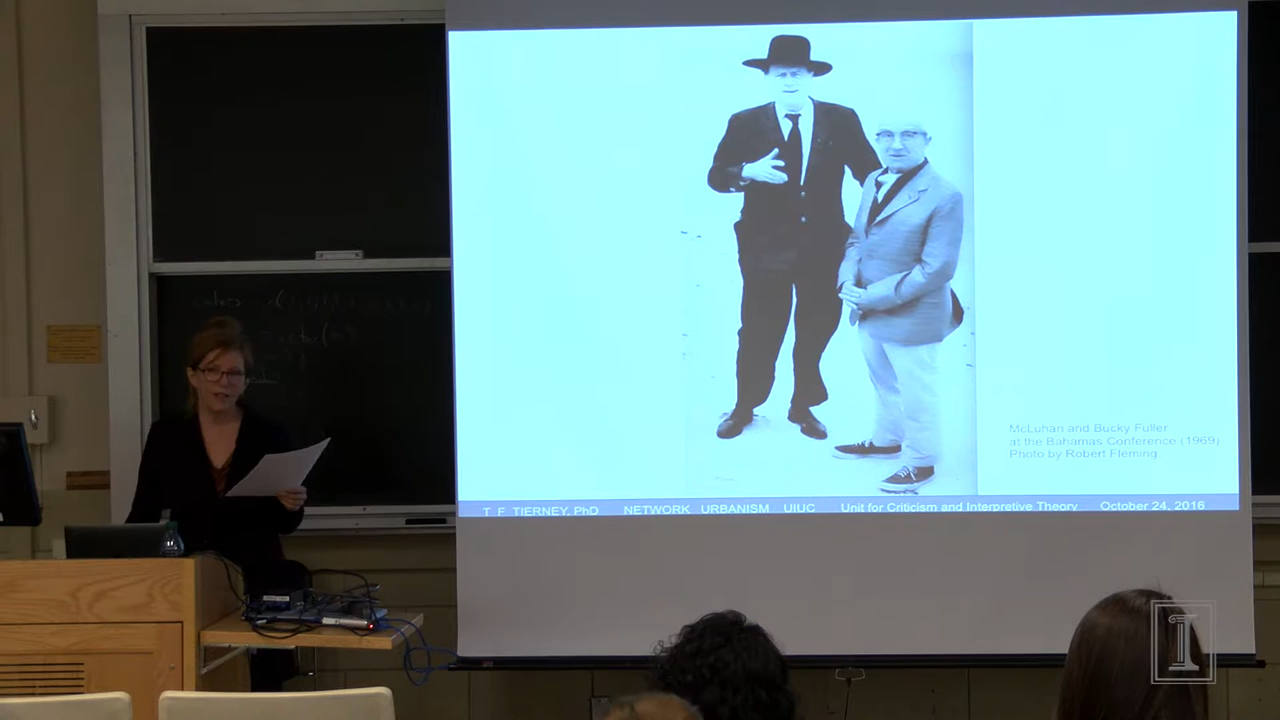 McLuhan and Bucky Fuller
at the Bahamas Conference (1969)
Photo by Robert Fleming.
T F TIERNEY, PhD NETWORK URBANISM UIUC Unit for Criticism and Interpretive Theory October 24, 2016
I